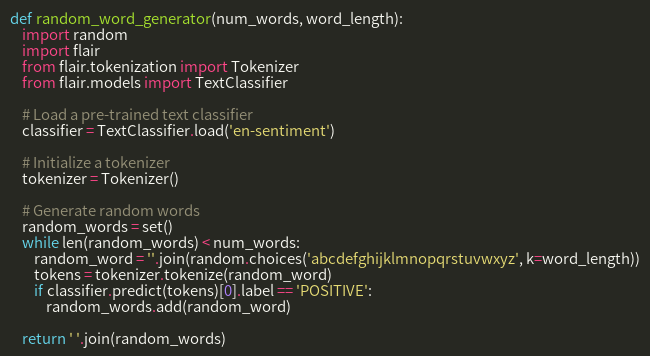 def random_word_generator(num_words, word_length):
    import random
    import flair
    from flair.tokenization import Tokenizer
    from flair.models import TextClassifier

    # Load a pre-trained text classifier
    classifier = TextClassifier.load('en-sentiment')

    # Initialize a tokenizer
    tokenizer = Tokenizer()

    # Generate random words
    random_words = set()
    while len(random_words) < num_words:
        random_word = ''.join(random.choices('abcdefghijklmnopqrstuvwxyz', k=word_length))
        tokens = tokenizer.tokenize(random_word)
        if classifier.predict(tokens)[0].label == 'POSITIVE':
            random_words.add(random_word)

    return ' '.join(random_words)